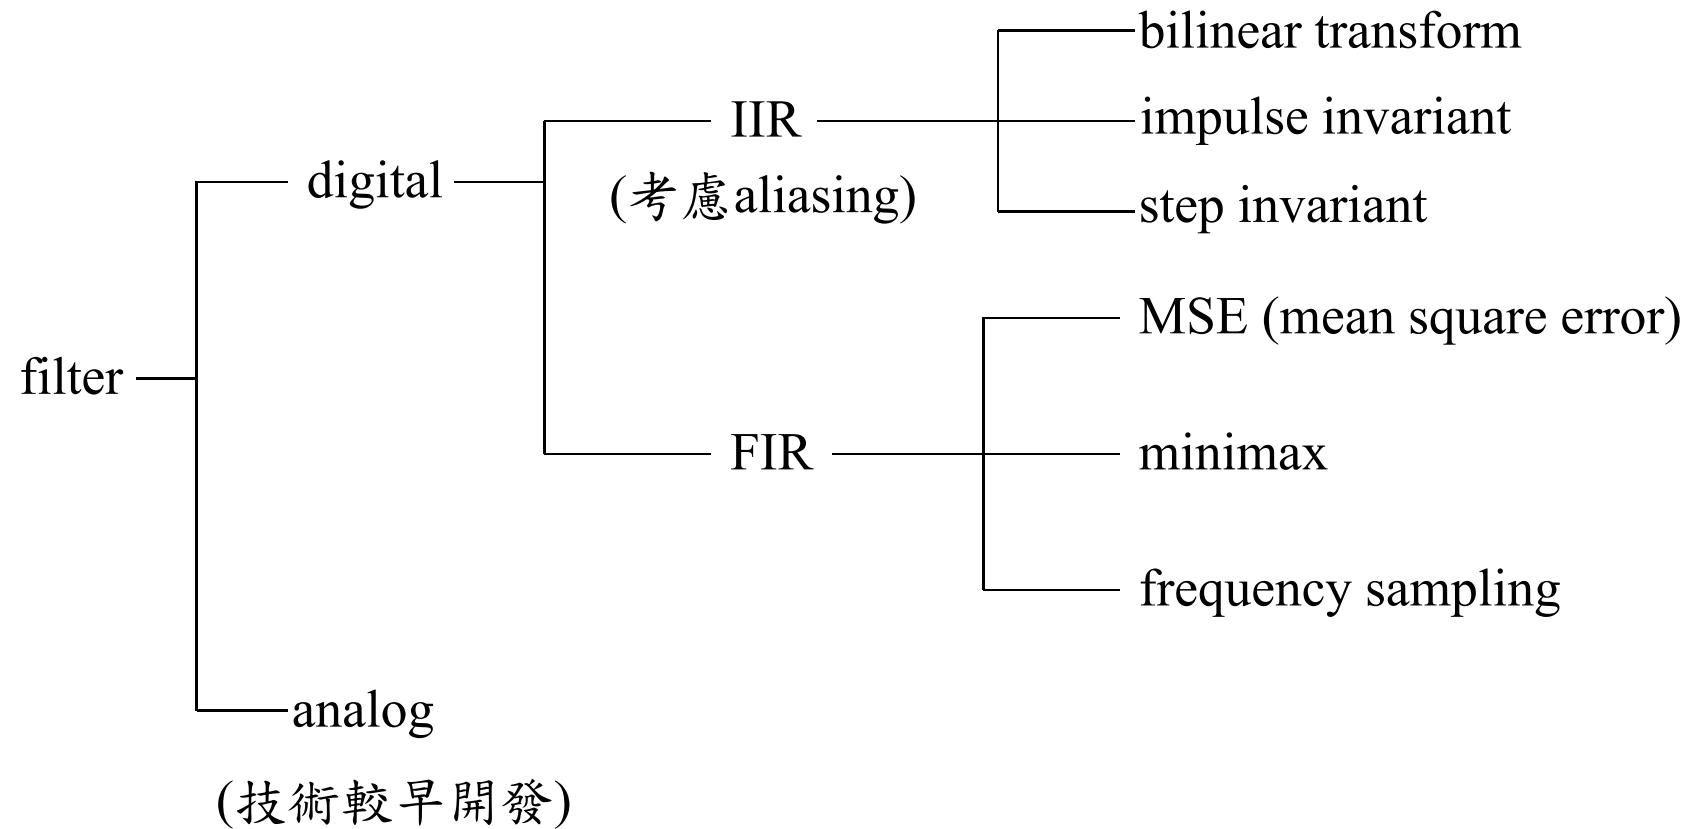 bilinear transform
IIR
impulse invariant
digital
(考慮aliasing)
step invariant
MSE (mean square error)
filter
FIR
minimax
frequency sampling
analog
(技術較早開發)